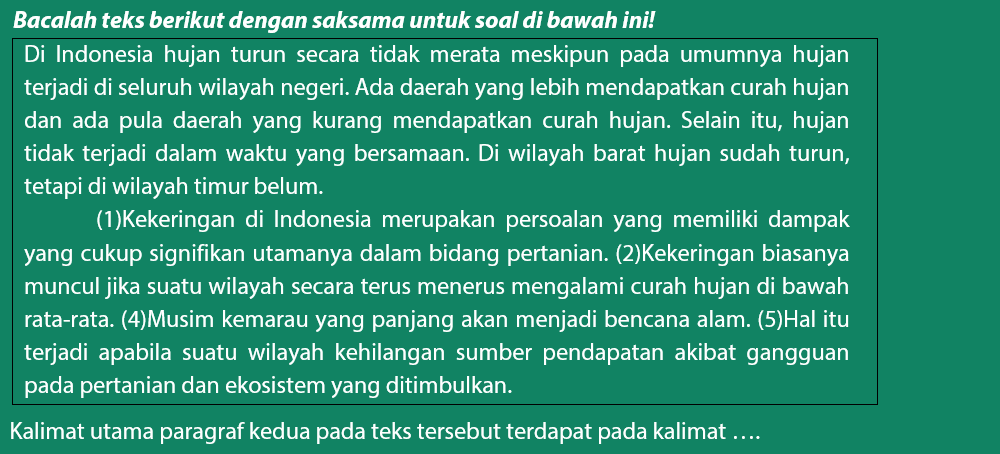 Bacalah teks berikut dengan saksama untuk soal di bawah ini!
Di Indonesia hujan turun secara tidak merata meskipun pada umumnya hujan
terjadi di seluruh wilayah negeri. Ada daerah yang lebih mendapatkan curah hujan
dan ada pula daerah yang kurang mendapatkan curah hujan. Selain itu, hujan
tidak terjadi dalam waktu yang bersamaan. Di wilayah barat hujan sudah turun,
tetapi di wilayah timur belum.
(1)Kekeringan di Indonesia merupakan persoalan yang memiliki dampak
yang cukup signifikan utamanya dalam bidang pertanian. (2)Kekeringan biasanya
muncul jika suatu wilayah secara terus menerus mengalami curah hujan di bawah
rata-rata. (4)Musim kemarau yang panjang akan menjadi bencana alam. (5)Hal itu
terjadi apabila suatu wilayah kehilangan sumber pendapatan akibat gangguan
pada pertanian dan ekosistem yang ditimbulkan.
Kalimat utama paragraf kedua pada teks tersebut terdapat pada kalimat ....